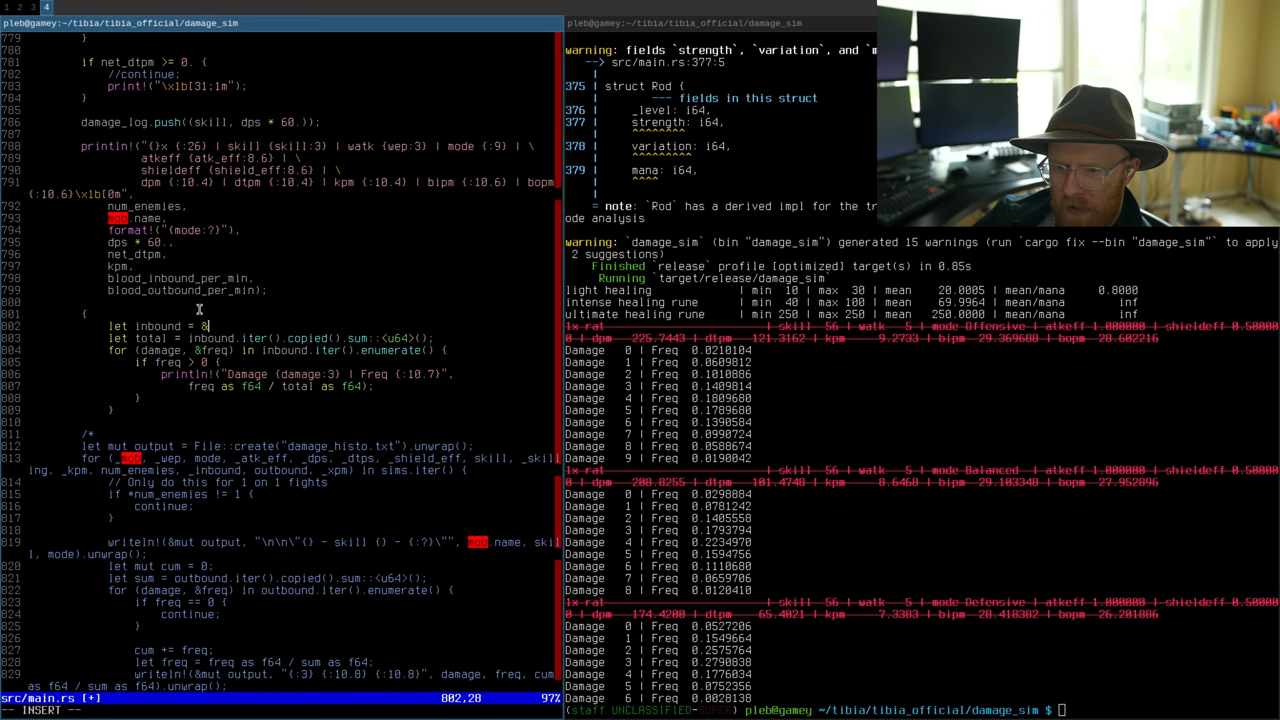 1 2 3 4
pleb@gamey:~/tibia/tibia_official/damage_sim
779 }
780
781 if net_dtpm >= 0. {
782 //continue;
783 print!("\x1b[31;1m");
784 }
785
786 damage_log.push((skill, dps * 60.));
787
788 println!("{}x {:26} | skill {skill:3} | watk {wep:3} | mode {:9} | \
789 atkeff {atk_eff:8.6} | \
790 shieldeff {shield_eff:8.6} | \
791 dpm {:10.4} | dtpm {:10.4} | kpm {:10.4} | bipm {:10.6} | bopm
{:10.6}\x1b[0m",
792 num_enemies,
793 mob.name,
794 format!("{mode:?}"),
795 dps * 60.,
796 net_dtpm,
797 kpm,
798 blood_inbound_per_min,
799 blood_outbound_per_min);
800
801 {
802 let inbound = &
803 let total = inbound.iter().copied().sum::<u64>();
804 for (damage, &freq) in inbound.iter().enumerate() {
805 if freq > 0 {
806 println!("Damage {damage:3} | Freq {:10.7}",
807 freq as f64 / total as f64);
808 }
809 }
810
811 /*
812 let mut output = File::create("damage_histo.txt").unwrap();
813 for (_mob, _wep, mode, _atk_eff, _dps, _dtps, _shield_eff, skill, _skill
ing, _kpm, num_enemies, _inbound, outbound, _xpm) in sims.iter() {
814 // Only do this for 1 on 1 fights
815 if *num_enemies != 1 {
816 continue;
817 }
818
819 writeln!(&mut output, "\n\n\"{} - skill {} - {:?}\"", mob.name, skil
l, mode).unwrap();
820 let mut cum = 0;
821 let sum = outbound.iter().copied().sum::<u64>();
822 for (damage, &freq) in outbound.iter().enumerate() {
823 if freq == 0 {
824 continue;
825 }
826
827 cum += freq;
828 let freq = freq as f64 / sum as f64;
829 writeln!(&mut output, "{:3} {:10.8} {:10.8}", damage, freq, cum
as f64 / sum as f64).unwrap();
src/main.rs [+] 802,28 97%
-- INSERT --
pleb@gamey:~/tibia/tibia_official/damage_sim
warning: fields `strength`, `variation`, and `m
--> src/main.rs:377:5
|
375 | struct Rod {
| --- fields in this struct
376 | _level: i64,
377 | strength: i64,
| ^^^^^^^^
378 | variation: i64,
| ^^^^^^^^^
379 | mana: i64,
| ^^^^
|
= note: `Rod` has a derived impl for the tr
ode analysis
warning: `damage_sim` (bin "damage_sim") generated 15 warnings (run `cargo fix --bin "damage_sim"` to apply
2 suggestions)
Finished `release` profile [optimized] target(s) in 0.85s
Running `target/release/damage_sim`
light healing | min 10 | max 30 | mean 20.0005 | mean/mana 0.8000
intense healing rune | min 40 | max 100 | mean 69.9964 | mean/mana inf
ultimate healing rune | min 250 | max 250 | mean 250.0000 | mean/mana inf
1x rat | skill 56 | watk 5 | mode Offensive | atkeff 1.000000 | shieldeff 0.50000
0 | dpm 225.7443 | dtpm 121.3162 | kpm 9.2733 | bipm 29.369688 | bopm 28.602216
Damage 0 | Freq 0.0210104
Damage 1 | Freq 0.0609812
Damage 2 | Freq 0.1010886
Damage 3 | Freq 0.1409814
Damage 4 | Freq 0.1809680
Damage 5 | Freq 0.1789680
Damage 6 | Freq 0.1390584
Damage 7 | Freq 0.0990724
Damage 8 | Freq 0.0588674
Damage 9 | Freq 0.0190042
1x rat | skill 56 | watk 5 | mode Balanced | atkeff 1.000000 | shieldeff 0.50000
0 | dpm 208.8255 | dtpm 101.4748 | kpm 8.6468 | bipm 29.103348 | bopm 27.952896
Damage 0 | Freq 0.0298884
Damage 1 | Freq 0.0781242
Damage 2 | Freq 0.1405558
Damage 3 | Freq 0.1793794
Damage 4 | Freq 0.2234970
Damage 5 | Freq 0.1594756
Damage 6 | Freq 0.1110680
Damage 7 | Freq 0.0659706
Damage 8 | Freq 0.0120410
1x rat | skill 56 | watk 5 | mode Defensive | atkeff 1.000000 | shieldeff 0.50000
0 | dpm 174.4200 | dtpm 65.4021 | kpm 7.3383 | bipm 28.418382 | bopm 26.201886
Damage 0 | Freq 0.0527206
Damage 1 | Freq 0.1549664
Damage 2 | Freq 0.2575764
Damage 3 | Freq 0.2790838
Damage 4 | Freq 0.1776034
Damage 5 | Freq 0.0752356
Damage 6 | Freq 0.0028138
(staff UNCLASSIFIED-SUPER) pleb@gamey ~/tibia/tibia_official/damage_sim $